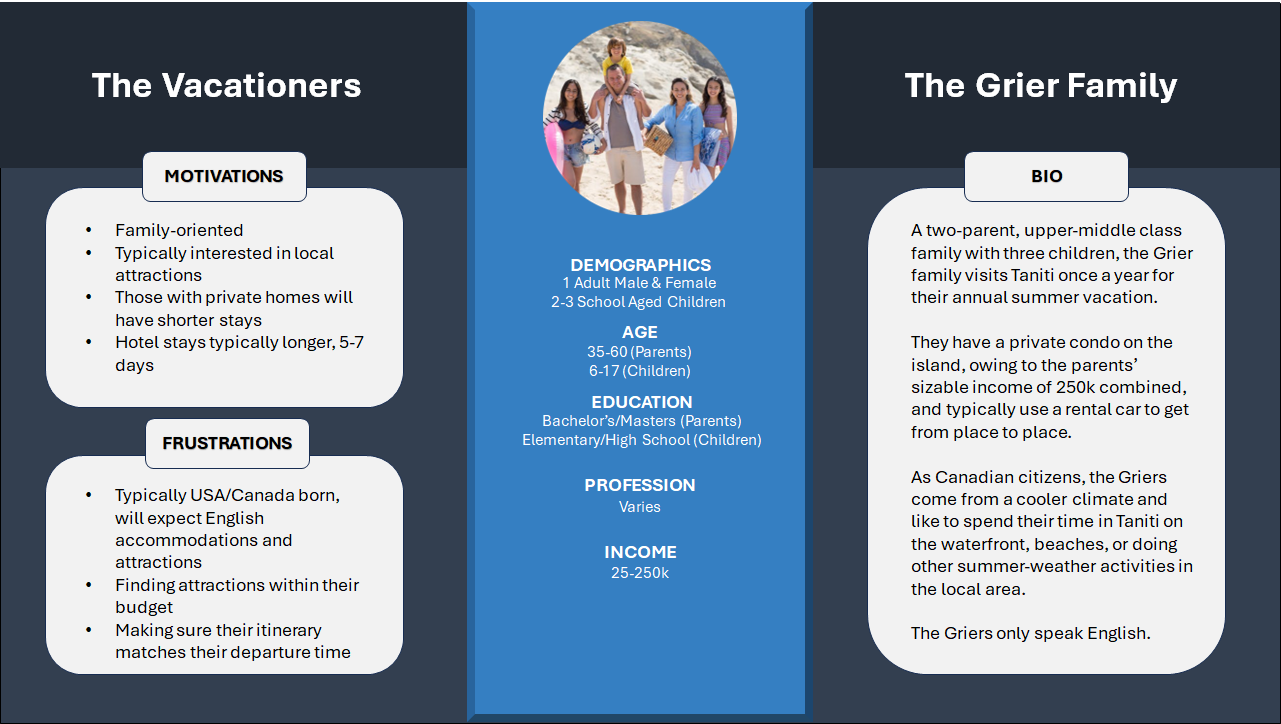 The Vacationers
MOTIVATIONS
• Family-oriented
• Typically interested in local
attractions
• Those with private homes will
have shorter stays
• Hotel stays typically longer, 5-7
days
FRUSTRATIONS
• Typically USA/Canada born,
will expect English
accommodations and
attractions
• Finding attractions within their
budget
• Making sure their itinerary
matches their departure time
DEMOGRAPHICS
1 Adult Male & Female
2-3 School Aged Children
AGE
35-60 (Parents)
6-17 (Children)
EDUCATION
Bachelor’s/Masters (Parents)
Elementary/High School (Children)
PROFESSION
Varies
INCOME
25-250k
The Grier Family
BIO
A two-parent, upper-middle class
family with three children, the Grier
family visits Taniti once a year for
their annual summer vacation.
They have a private condo on the
island, owing to the parents’
sizable income of 250k combined,
and typically use a rental car to get
from place to place.
As Canadian citizens, the Griers
come from a cooler climate and
like to spend their time in Taniti on
the waterfront, beaches, or doing
other summer-weather activities in
the local area.
The Griers only speak English.